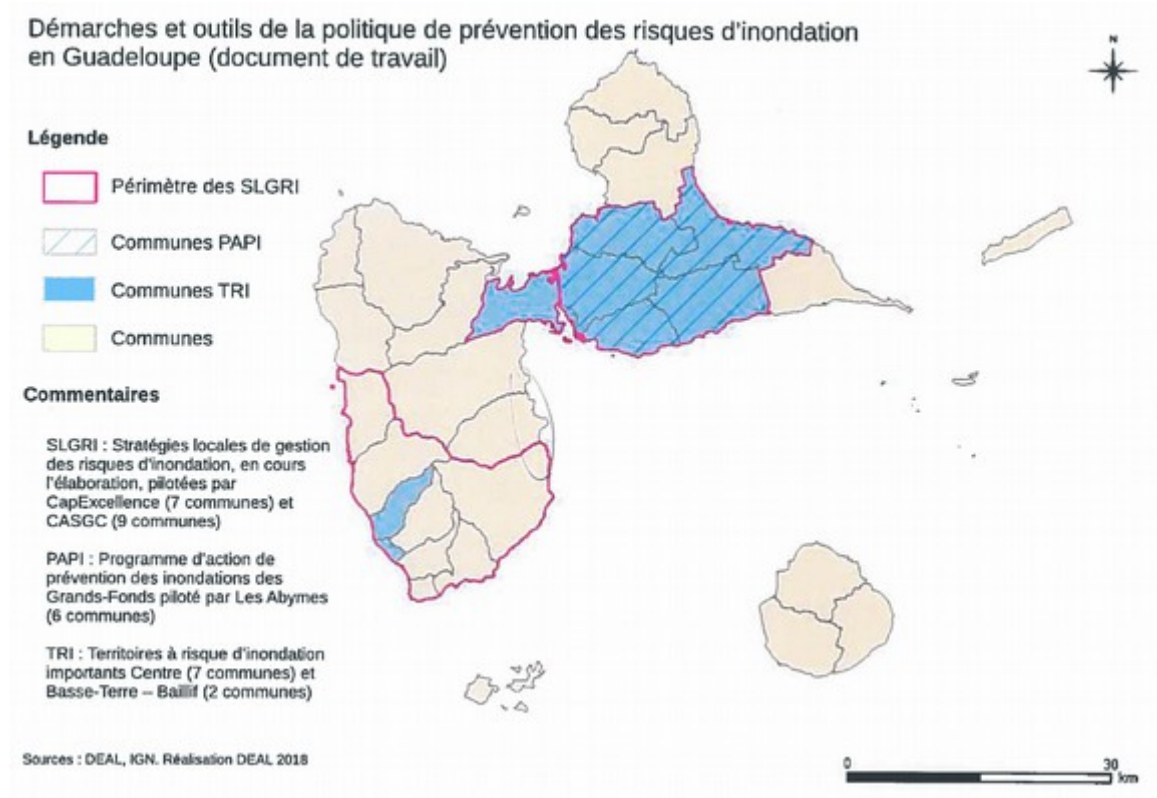 Démarches et outils de la politique de prévention des risques d'inondation
en Guadeloupe (document de travail)
N
Légende
Périmètre des SLGRI
Communes PAPI
Communes TRI
Communes
Commentaires
SLGRI : Stratégies locales de gestion
des risques d'inondation, en cours
l'élaboration, pilotées par
CapExcellence (7 communes) et
CASGC (9 communes)
PAPI : Programme d'action de
prévention des inondations des
Grands-Fonds piloté par Les Abymes
(6 communes)
TRI : Territoires à risque d'inondation
importants Centre (7 communes) et
Basse-Terre – Baillif (2 communes)
Sources : DEAL, IGN. Réalisation DEAL 2018
0 30
km